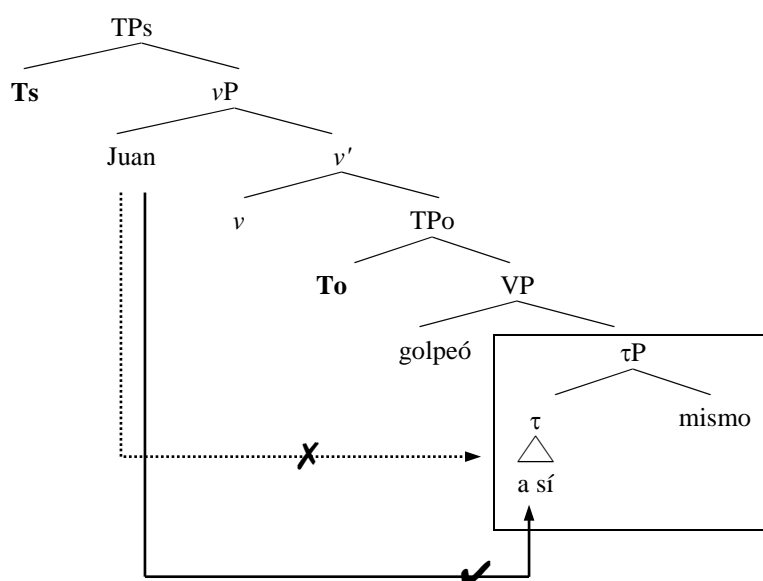 TPs
Ts vP
Juan v'
v TPo
To VP
golpeó τP
τ mismo
✗
a sí
✔